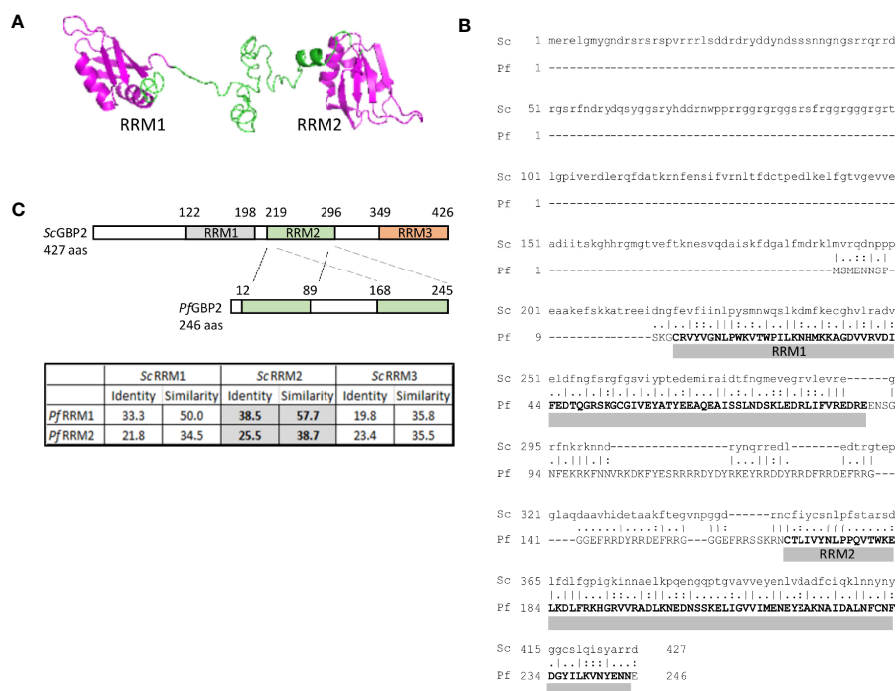 A
RRM1
RRM2
C
122 198 219 296 349 426
ScGBP2
427 aas
RRM1 RRM2 RRM3
12 89 168 245
PfGBP2
246 aas
ScRRM1 ScRRM2 ScRRM3
Identity Similarity Identity Similarity Identity Similarity
PfRRM1 33.3 50.0 38.5 57.7 19.8 35.8
PfRRM2 21.8 34.5 25.5 38.7 23.4 35.5
B
Sc 1 merelgmygndrsrsrspvrrrlsddrdryddyndsssnngngsrrqrrd
Pf 1 --------------------------------------------------
Sc 51 rgsrfndrydqsyggsryhddrnwpprrggrgrggsrsfrggrgggrgrt
Pf 1 --------------------------------------------------
Sc 101 lgpiverdlerqfdatkrnfensifvrnltfdctpedlkelfgtvgevve
Pf 1 --------------------------------------------------
Sc 151 adiitskghhrgmgtveftknesvqdaiskfdgalfmdrklmvrqdnppp
Pf 1 ------------------------------------------MSMENNSF
Sc 201 eaakefskkatreeidngfevfiinlpysmnwqslkdmfkecghvlradv
Pf 9 ---------------SKGCRVYVGNLPWKVTWPILKNHMKKAGDVVRVDI
RRM1
Sc 251 eldfngfsrgfgsviyptedemiraidtfngmevegrvlevre------g
Pf 44 FEDTQGRSKGCGIVEYATYEEAQEAISSLNDSKLEDRLIFVREDREENSG
Sc 295 rfnkrknnd----------------rynqrredl-----edtrgtep
Pf 94 NFEKRKFNNVRKDKFYESRRRRDYDYRKEYRRDDYRRDFRRDEFRRG---
Sc 321 glaqdaavhidetaakftegvnpggd------rncfiycsnlpfstarsd
Pf 141 ----GGEFRRDYRRDEFRRG---GGEFRRSSKRNCTLIVYNLPPQVTWKE
RRM2
Sc 365 lfdlfgpigkinnaelkpqengqptgvavveyenlvdadfciqklnnyny
Pf 184 LKDLFRKHGRVVRADLKNEDNSSKELIGVVIMENEYEAKNAIDALNFCNF
Sc 415 ggcslqisyarrd 427
Pf 234 DGYILKVNYENNE 246